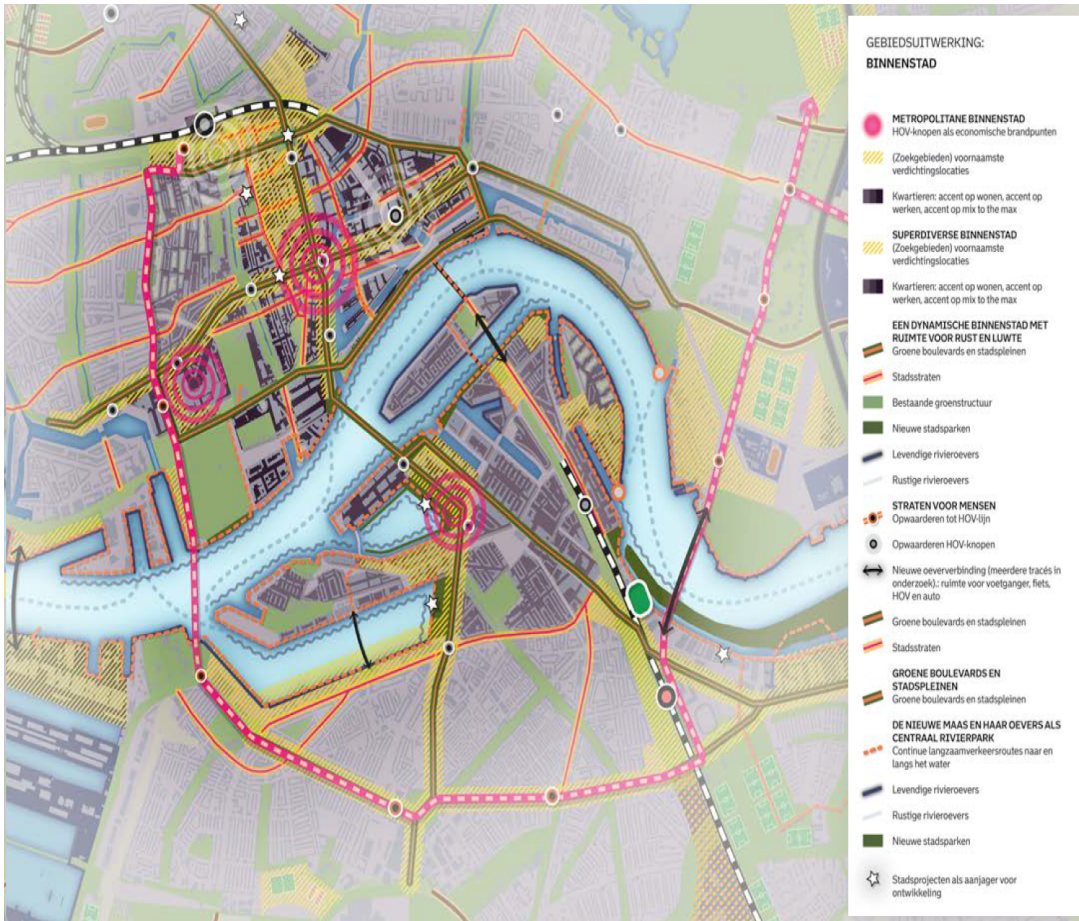 GEBIEDSUITWERKING:
BINNENSTAD
METROPOLITANE BINNENSTAD
HOV-knopen als economische brandpunten
(Zoekgebieden) voornaamste
verdichtingslocaties
Kwartieren: accent op wonen, accent op
werken, accent op mix to the max
SUPERDIVERSE BINNENSTAD
(Zoekgebieden) voornaamste
verdichtingslocaties
Kwartieren: accent op wonen, accent op
werken, accent op mix to the max
EEN DYNAMISCHE BINNENSTAD MET
RUIMTE VOOR RUST EN LUWTE
Groene boulevards en stadspleinen
Stadsstraten
Bestaande groenstructuur
Nieuwe stadsparken
Levendige rivieroevers
Rustige rivieroevers
STRATEN VOOR MENSEN
Opwaarderen tot HOV-lijn
Opwaarderen HOV-knopen
Nieuwe oeververbinding (meerdere tracés in
onderzoek).: ruimte voor voetganger, fiets,
HOV en auto
Groene boulevards en stadspleinen
Stadsstraten
GROENE BOULEVARDS EN
STADSPLEINEN
Groene boulevards en stadspleinen
DE NIEUWE MAAS EN HAAR OEVERS ALS
CENTRAAL RIVIERPARK
Continue langzaamverkeersroutes naar en
langs het water
Levendige rivieroevers
Rustige rivieroevers
Nieuwe stadsparken
Stadsprojecten als aanjager voor
ontwikkeling